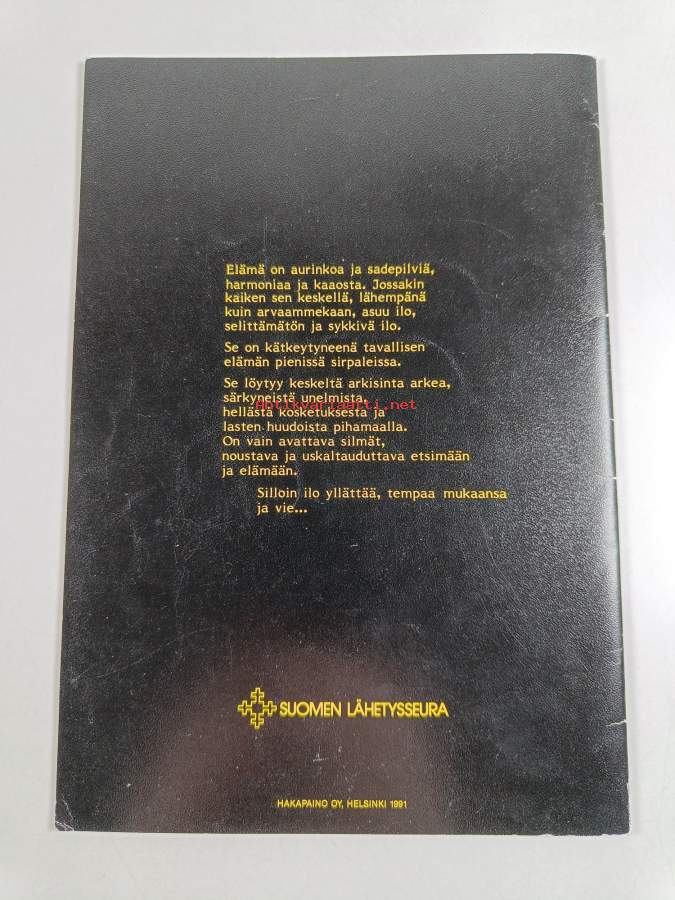 Elämä on aurinkoa ja sadepilviä,
harmoniaa ja kaaosta. Jossakin
kaiken sen keskellä, lähempänä
kuin arvaammekaan, asuu ilo,
selittämätön ja sykkivä ilo.
Se on kätkeytyneenä tavallisen
elämän pienissä sirpaleissa.
Se löytyy keskeltä arkisinta arkea,
särkyneistä unelmista,
Antikvariaatti.net
hellästä kosketuksesta ja
lasten huudoista pihamaalla.
On vain avattava silmät,
noustava ja uskaltauduttava etsimään
ja elämään.
Silloin ilo yllättää, tempaa mukaansa
ja vie...
SUOMEN LÄHETYSSEURA
HAKAPAINO OY, HELSINKI 1991